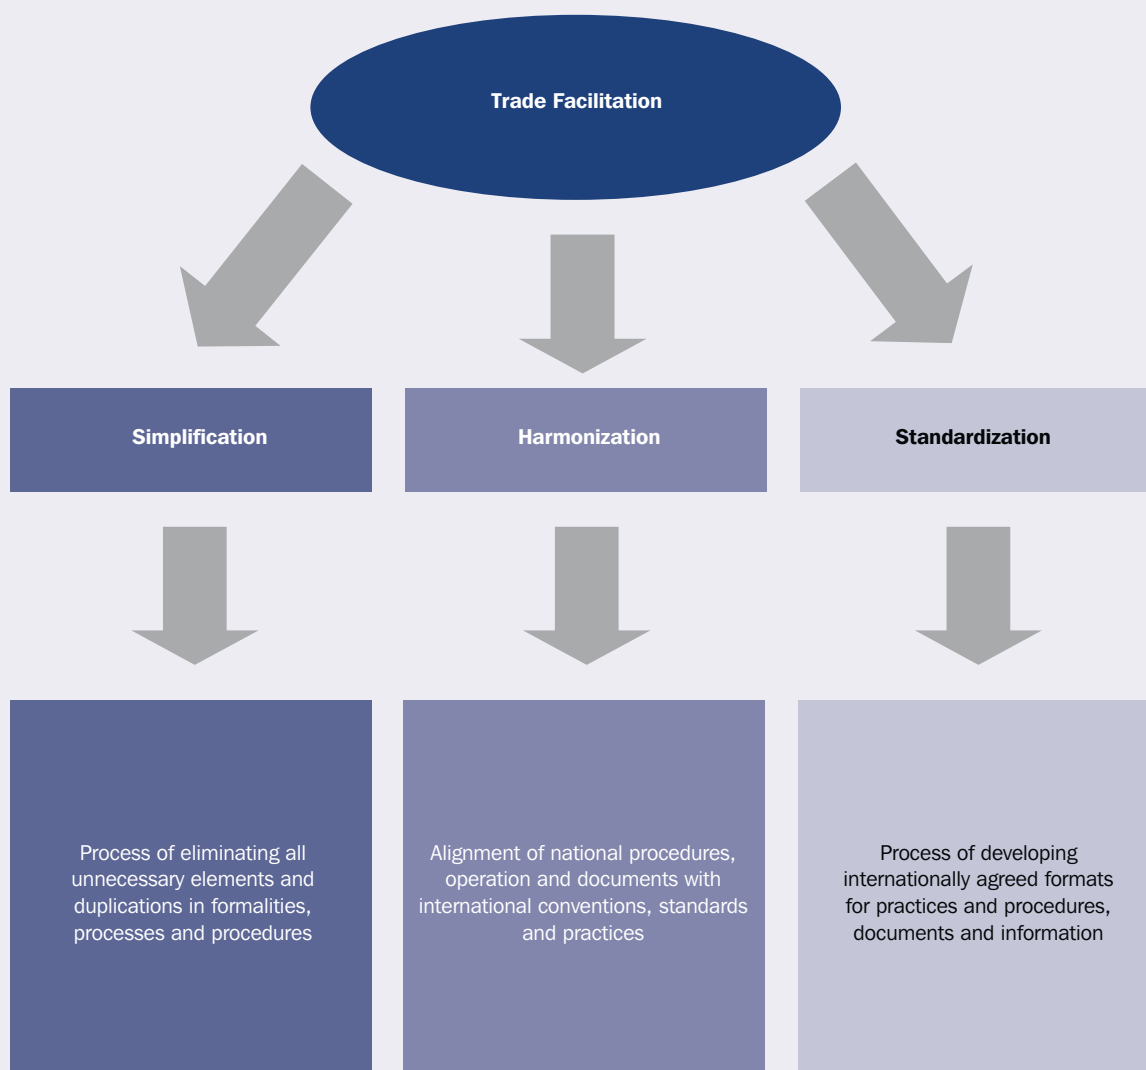 Trade Facilitation
Simplification
Harmonization
Standardization
Process of eliminating all
unnecessary elements and
duplications in formalities,
processes and procedures
Alignment of national procedures,
operation and documents with
international conventions, standards
and practices
Process of developing
internationally agreed formats
for practices and procedures,
documents and information